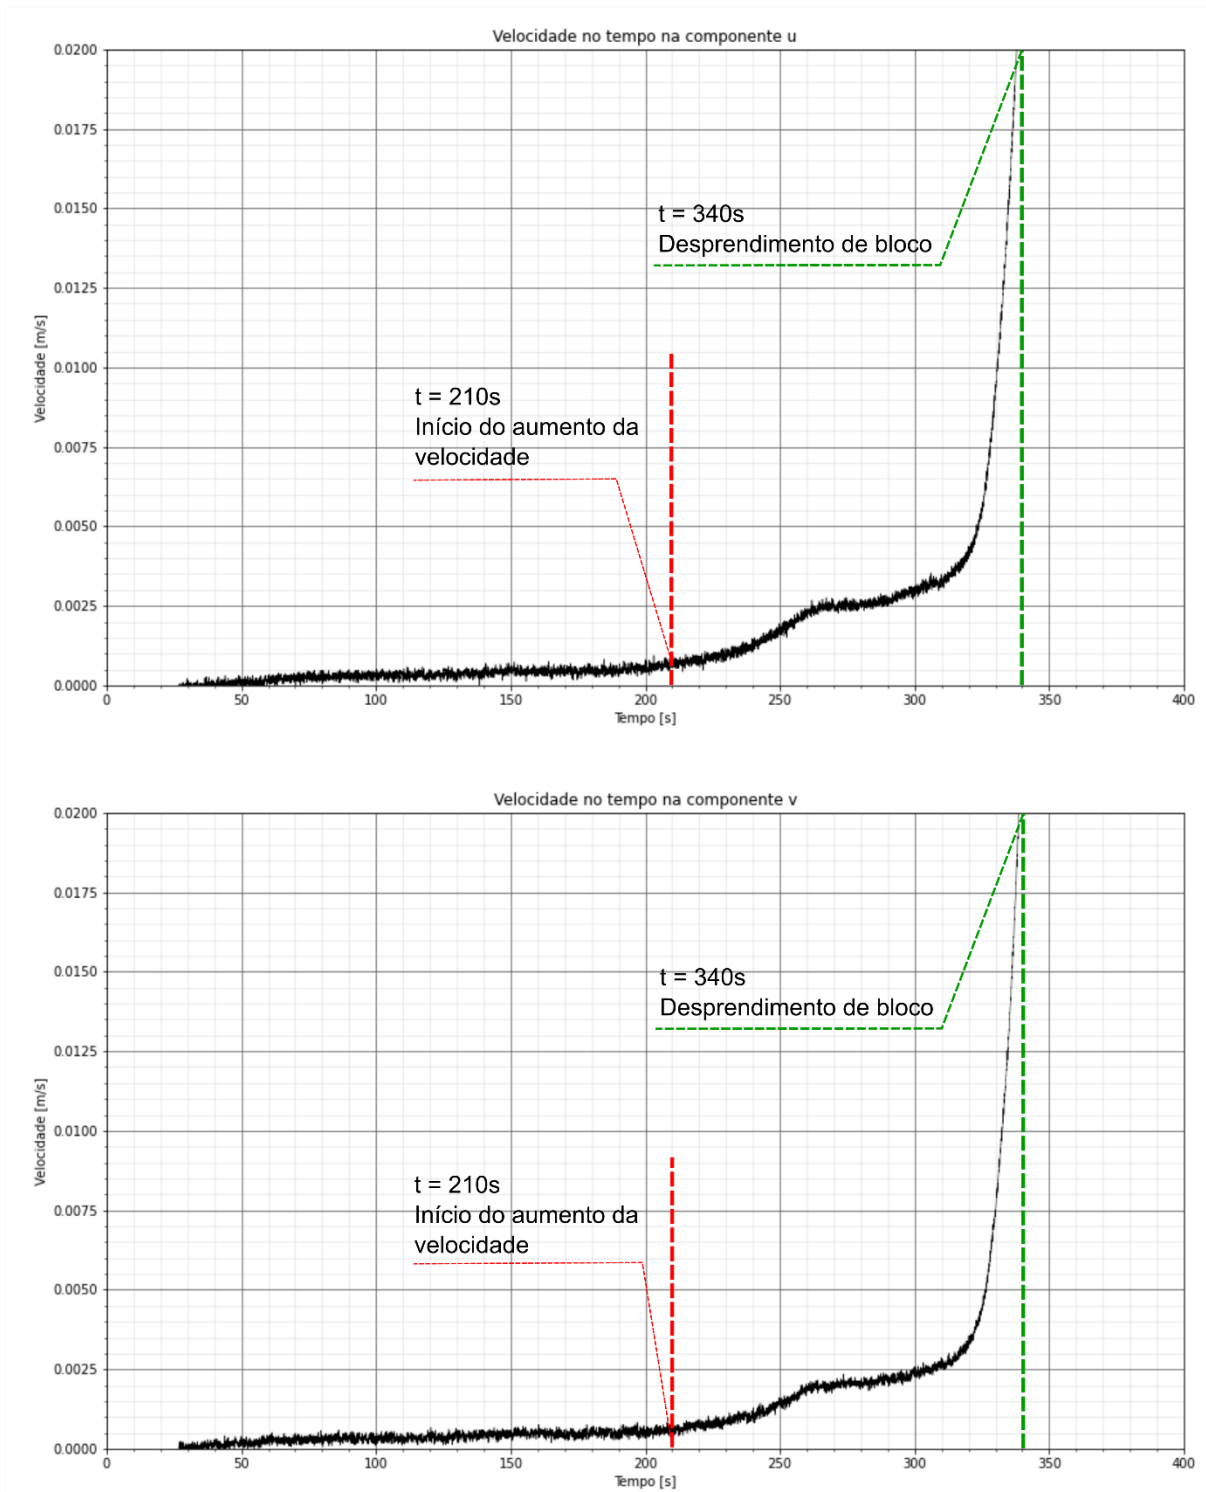 Velocidade no tempo na componente u
0.0200
0.0175
0.0150
0.0125
0.0100
0.0075
0.0050
0.0025
0.0000
Velocidade [m/s]
t = 340s
Desprendimento de bloco
t = 210s
Início do aumento da
velocidade
0 50 100 150 200 250 300 350 400
Tempo [s]
Velocidade no tempo na componente v
0.0200
0.0175
0.0150
0.0125
0.0100
0.0075
0.0050
0.0025
0.0000
Velocidade [m/s]
t = 340s
Desprendimento de bloco
t = 210s
Início do aumento da
velocidade
0 50 100 150 200 250 300 350 400
Tempo [s]